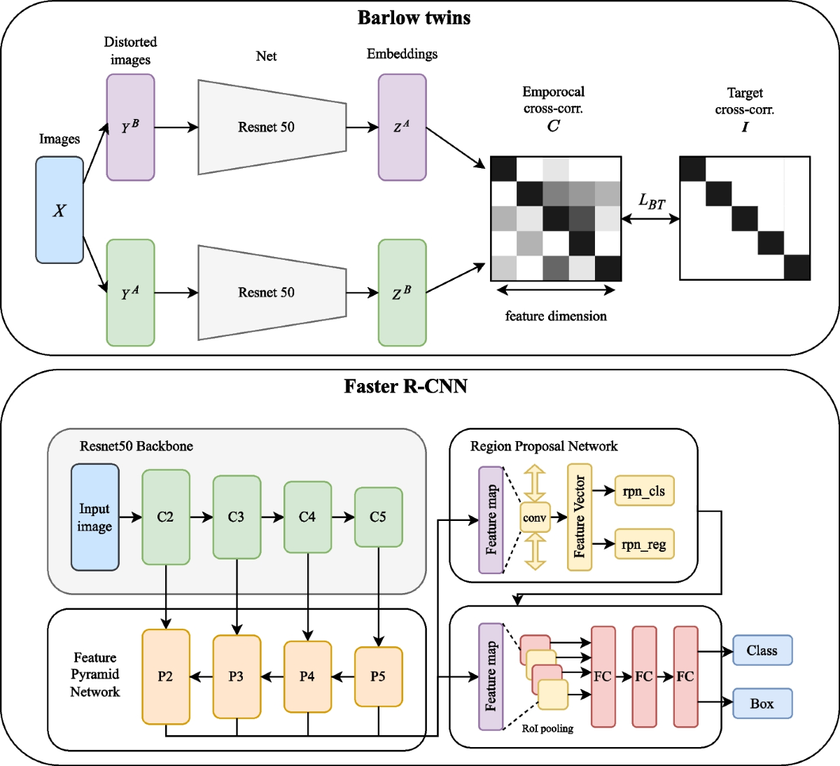 Barlow twins
Distorted
images
Net
Embeddings
Emporocal
cross-corr.
C
Target
cross-corr.
I
Images
X
Y^B
Resnet 50
Z^A
L_BT
Y^A
Resnet 50
Z^B
feature dimension
Faster R-CNN
Resnet50 Backbone
Input
image
C2
C3
C4
C5
Region Proposal Network
Feature map
conv
Feature Vector
rpn_cls
rpn_reg
Feature
Pyramid
Network
P2
P3
P4
P5
Feature map
RoI pooling
FC
FC
FC
Class
Box